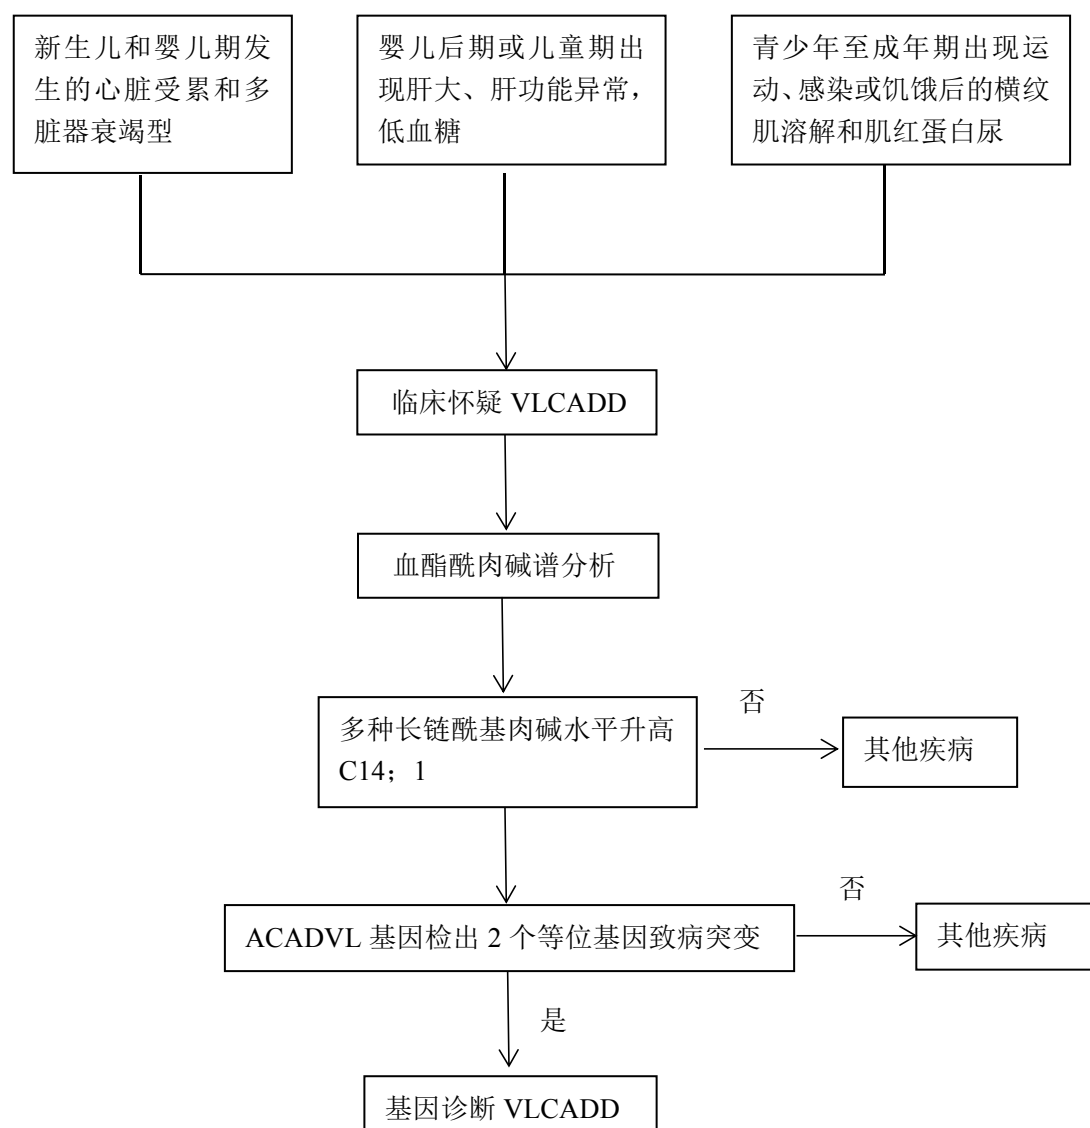 新生儿和婴儿期发
生的心脏受累和多
脏器衰竭型
婴儿后期或儿童期出
现肝大、肝功能异常，
低血糖
青少年至成年期出现运
动、感染或饥饿后的横纹
肌溶解和肌红蛋白尿
临床怀疑 VLCADD
血酯酰肉碱谱分析
多种长链酰基肉碱水平升高
C14；1
否
其他疾病
ACADVL 基因检出 2 个等位基因致病突变
否
其他疾病
是
基因诊断 VLCADD